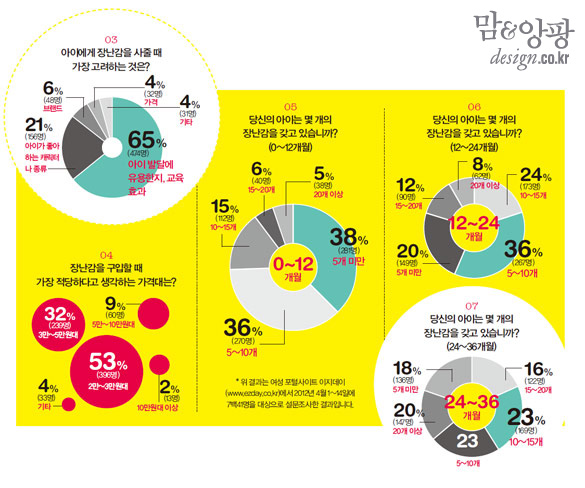 맘&앙팡
design.co.kr
03
아이에게 장난감을 사줄 때
가장 고려하는 것은?
4%
(32명)
가격
6%
(48명)
브랜드
4%
(31명)
기타
21%
(156명)
아이가 좋아
하는 캐릭터
나 종류
65%
(474명)
아이 발달에
유용한지, 교육
효과
04
장난감을 구입할 때
가장 적당하다고 생각하는 가격대는?
9%
(60명)
5만~10만원대
32%
(239명)
3만~5만원대
53%
(396명)
2만~3만원대
4%
(33명)
기타
2%
(13명)
10만원대 이상
05
당신의 아이는 몇 개의
장난감을 갖고 있습니까?
(0~12개월)
6%
(40명)
15~20개
5%
(38명)
20개 이상
15%
(112명)
10~15개
38%
(281명)
5개 미만
0~12
개월
36%
(270명)
5~10개
* 위 결과는 여성 포털사이트 이지데이
(www.ezday.co.kr)에서 2012년 4월 1~14일에
7백41명을 대상으로 설문조사한 결과입니다.
06
당신의 아이는 몇 개의
장난감을 갖고 있습니까?
(12~24개월)
8%
(62명)
20개 이상
24%
(173명)
10~15개
12%
(90명)
15~20개
12~24
개월
20%
(149명)
5개 미만
36%
(267명)
5~10개
07
당신의 아이는 몇 개의
장난감을 갖고 있습니까?
(24~36개월)
18%
(136명)
5개 미만
16%
(122명)
15~20개
20%
(147명)
20개 이상
24~36
개월
23%
(169명)
10~15개
23
5~10개